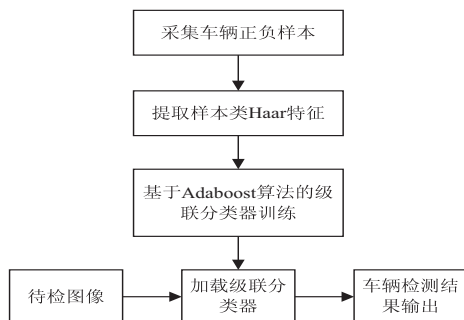 采集车辆正负样本
提取样本类Haar特征
基于Adaboost算法的级
联分类器训练
待检图像
加载级联分
类器
车辆检测结
果输出